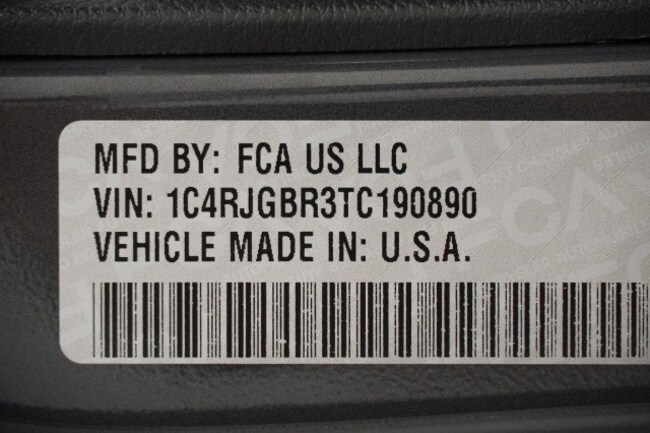 MFD BY: FCA US LLC
VIN: 1C4RJGBR3TC190890
VEHICLE MADE IN: U.S.A.